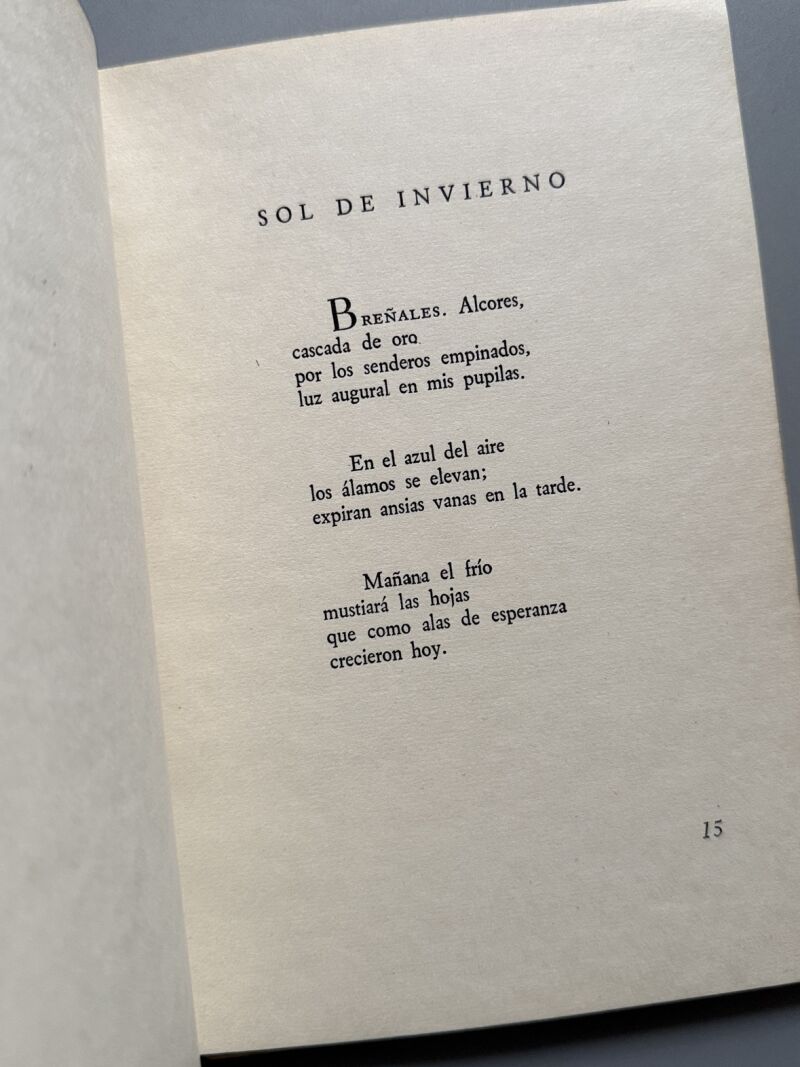 SOL DE INVIERNO
BREÑALES. Alcores,
cascada de oro
por los senderos empinados,
luz augural en mis pupilas.
En el azul del aire
los álamos se elevan;
expiran ansias vanas en la tarde.
Mañana el frío
mustiará las hojas
que como alas de esperanza
crecieron hoy.
15